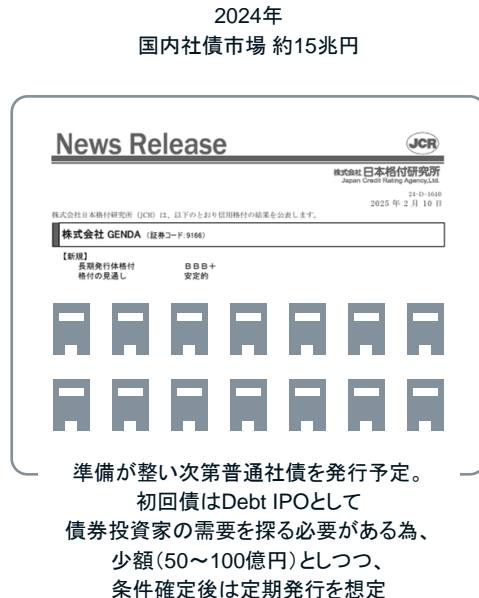 2024年
国内社債市場 約15兆円
News Release
JCR
株式会社 日本格付研究所
Japan Credit Rating Agency,Ltd.
24-D-1640
2025 年 2 月 10 日
株式会社日本格付研究所（JCR）は、以下のとおり信用格付の結果を公表します。
株式会社 GENDA （証券コード:9166）
【新規】
長期発行体格付 ＢＢＢ＋
格付の見通し 安定的
準備が整い次第普通社債を発行予定。
初回債はDebt IPOとして
債券投資家の需要を探る必要がある為、
少額（50～100億円）としつつ、
条件確定後は定期発行を想定